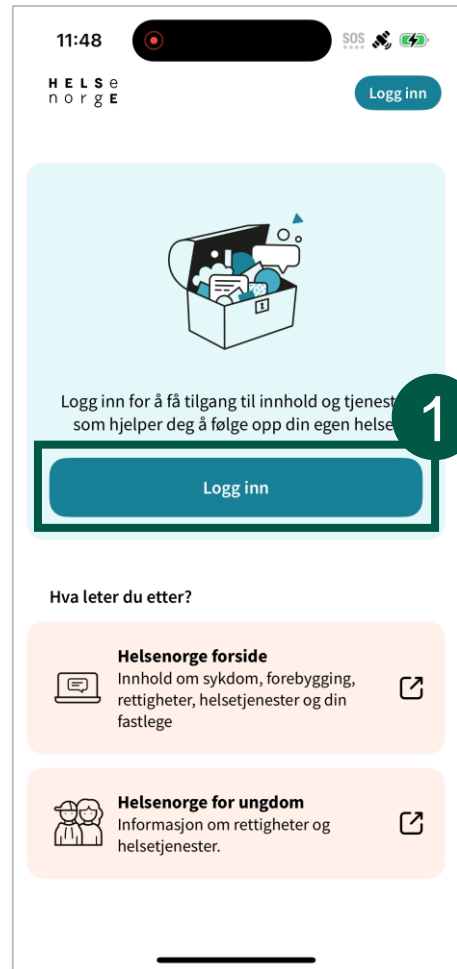 11:48
SOS
HELSe
norgE
Logg inn
Logg inn for å få tilgang til innhold og tjenest
som hjelper deg å følge opp din egen helse
1
Logg inn
Hva leter du etter?
Helsenorge forside
Innhold om sykdom, forebygging,
rettigheter, helsetjenester og din
fastlege
Helsenorge for ungdom
Informasjon om rettigheter og
helsetjenester.